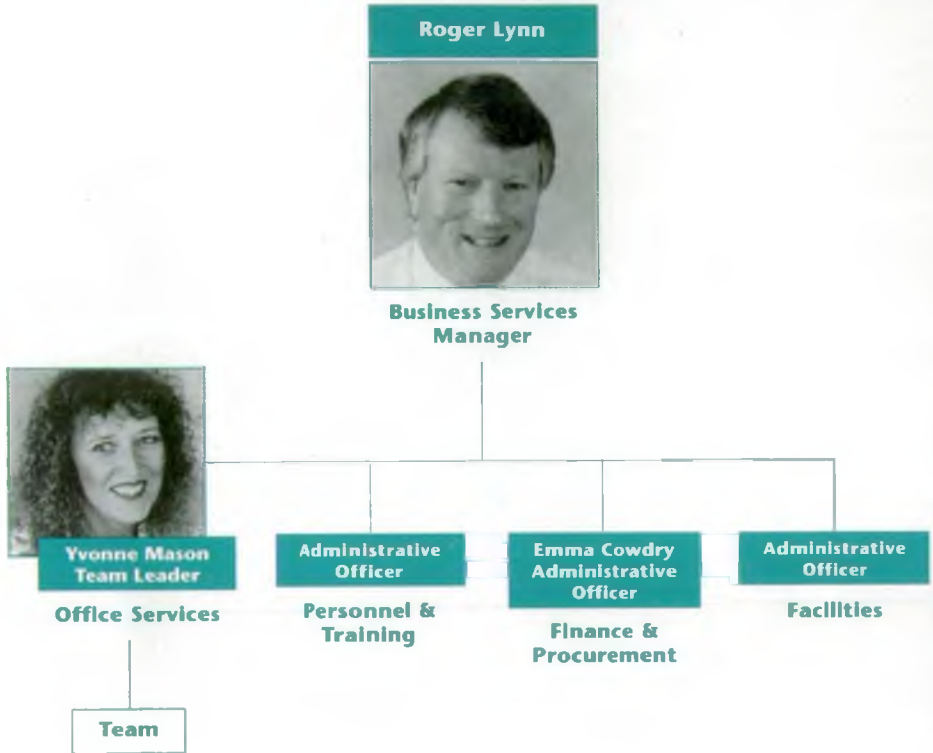 Roger Lynn
Business Services
Manager
Yvonne Mason
Team Leader
Office Services
Team
Administrative
Officer
Personnel &
Training
Emma Cowdry
Administrative
Officer
Finance &
Procurement
Administrative
Officer
Facilities